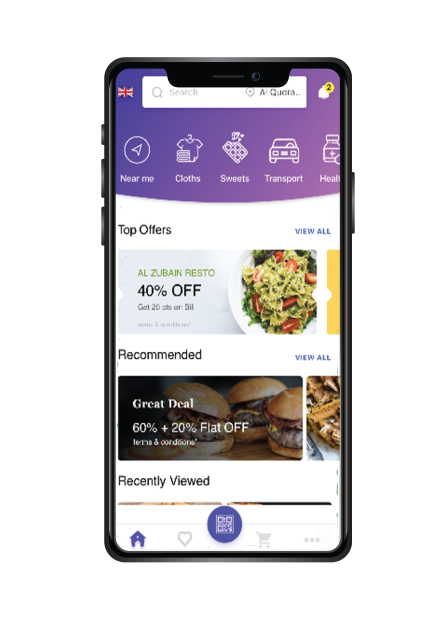 Search
Al Qudra..
2
Near me
Cloths
Sweets
Transport
Healt
Top Offers
VIEW ALL
AL ZUBAIN RESTO
40% OFF
Get 20 pts on Bill
terms & conditions*
Recommended
VIEW ALL
Great Deal
60% + 20% Flat OFF
terms & conditions*
Recently Viewed